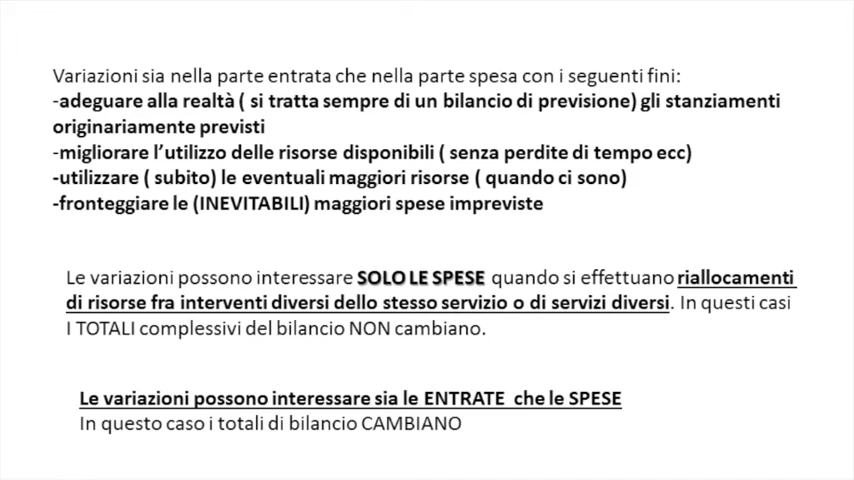 Variazioni sia nella parte entrata che nella parte spesa con i seguenti fini:
-adeguare alla realtà ( si tratta sempre di un bilancio di previsione) gli stanziamenti
originariamente previsti
-migliorare l’utilizzo delle risorse disponibili ( senza perdite di tempo ecc)
-utilizzare ( subito) le eventuali maggiori risorse ( quando ci sono)
-fronteggiare le (INEVITABILI) maggiori spese impreviste
Le variazioni possono interessare SOLO LE SPESE quando si effettuano riallocamenti
di risorse fra interventi diversi dello stesso servizio o di servizi diversi. In questi casi
I TOTALI complessivi del bilancio NON cambiano.
Le variazioni possono interessare sia le ENTRATE che le SPESE
In questo caso i totali di bilancio CAMBIANO